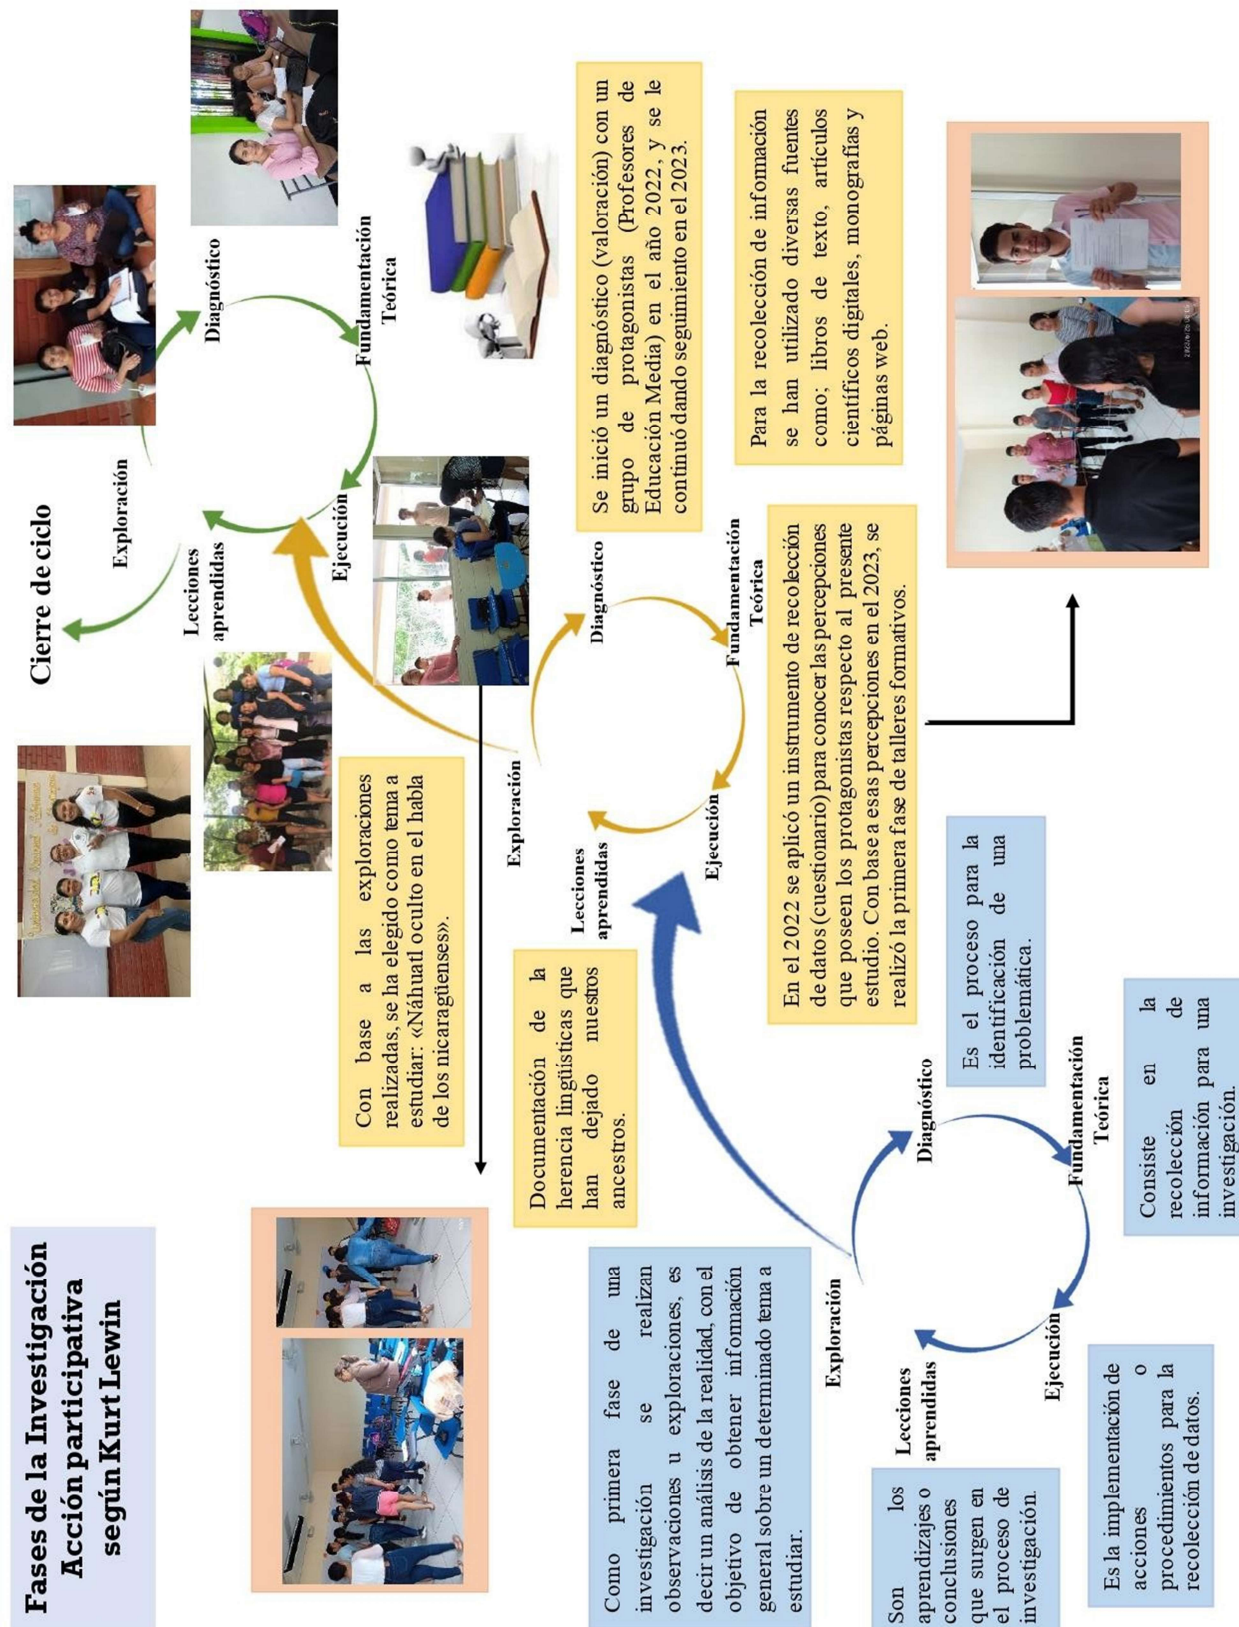 Fases de la Investigación
Acción participativa
según Kurt Lewin
Cierre de ciclo
Exploración
Diagnóstico
Fundamentación
Teórica
Ejecución
Lecciones
aprendidas
Con base a las exploraciones
realizadas, se ha elegido como tema a
estudiar: «Náhuatl oculto en el habla
de los nicaragüenses».
Exploración
Diagnóstico
Se inició un diagnóstico (valoración) con un
grupo de protagonistas (Profesores de
Educación Media) en el año 2022, y se le
continuó dando seguimiento en el 2023.
Fundamentación
Teórica
Para la recolección de información
se han utilizado diversas fuentes
como; libros de texto, artículos
científicos digitales, monografías y
páginas web.
Ejecución
En el 2022 se aplicó un instrumento de recolección
de datos (cuestionario) para conocer las percepciones
que poseen los protagonistas respecto al presente
estudio. Con base a esas percepciones en el 2023, se
realizó la primera fase de talleres formativos.
Lecciones
aprendidas
Documentación de la
herencia lingüísticas que
han dejado nuestros
ancestros.
Como primera fase de una
investigación se realizan
observaciones u exploraciones, es
decir un análisis de la realidad, con el
objetivo de obtener información
general sobre un determinado tema a
estudiar.
Exploración
Diagnóstico
Es el proceso para la
identificación de una
problemática.
Fundamentación
Teórica
Consiste en la
recolección de
información para una
investigación.
Ejecución
Es la implementación de
acciones o
procedimientos para la
recolección de datos.
Lecciones
aprendidas
Son los
aprendizajes o
conclusiones
que surgen en
el proceso de
investigación.